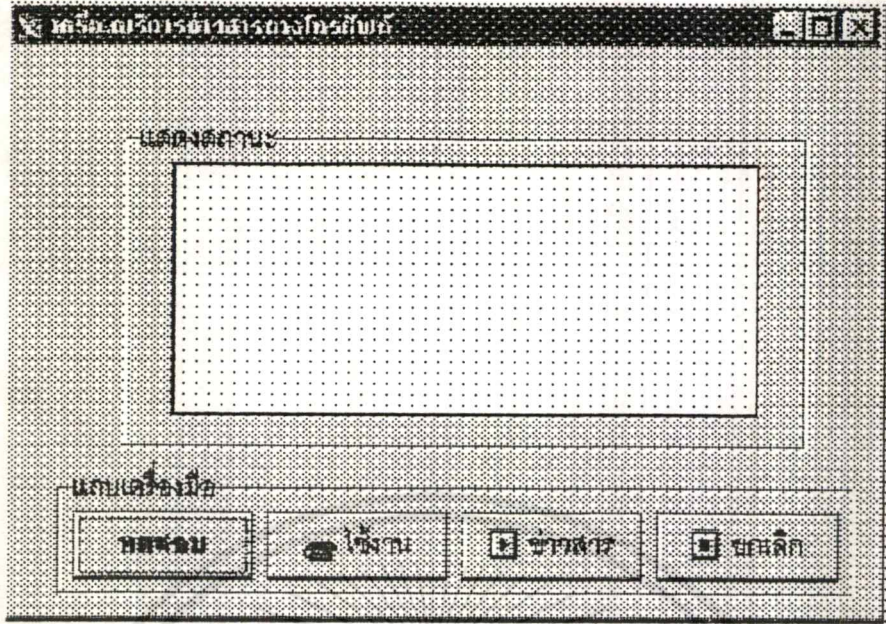 เครื่องบริการข่าวสารทางโทรศัพท์
แสดงสถานะ
แถบเครื่องมือ
ทดสอบ ใช้งาน ข่าวสาร ยกเลิก